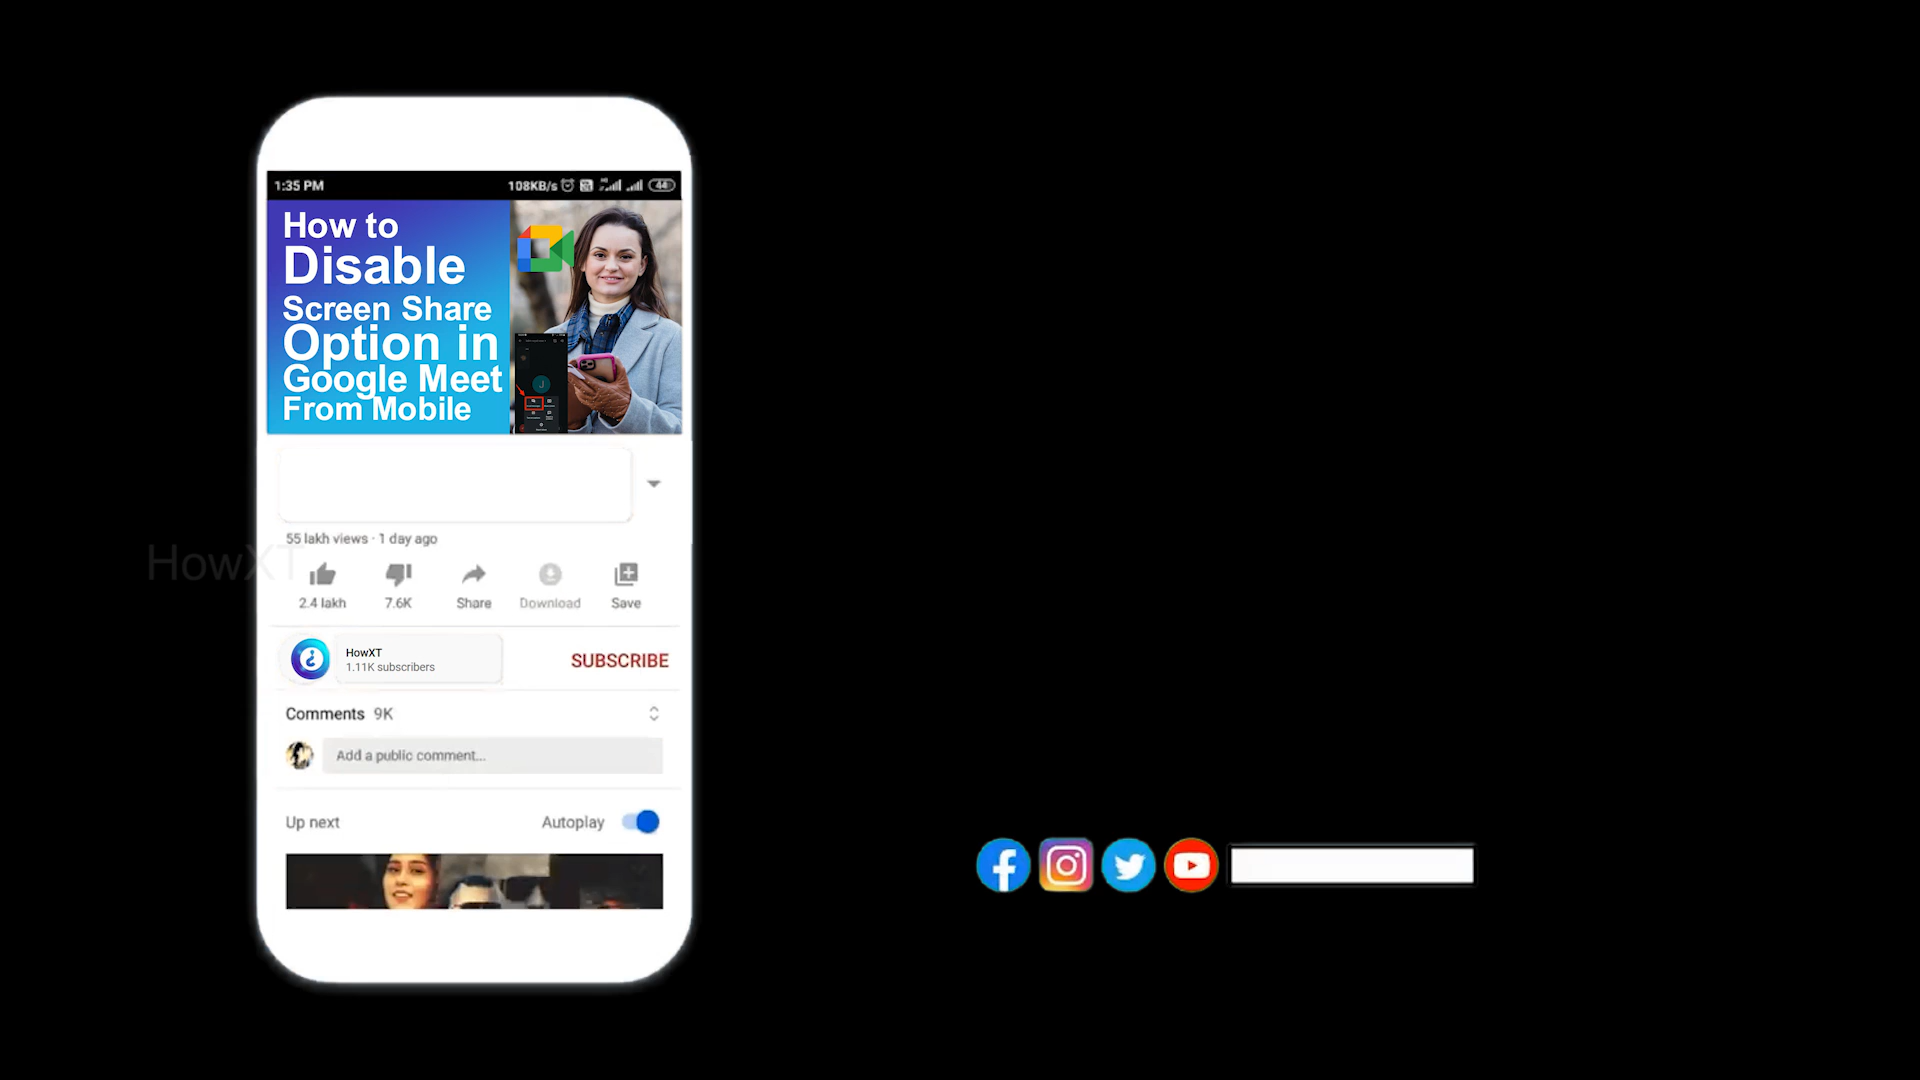 1:35 PM 108KB/s 44
How to
Disable
Screen Share
Option in
Google Meet
From Mobile
55 lakh views · 1 day ago
HowXT
2.4 lakh 7.6K Share Download Save
HowXT
1.11K subscribers
SUBSCRIBE
Comments 9K
Add a public comment...
Up next Autoplay